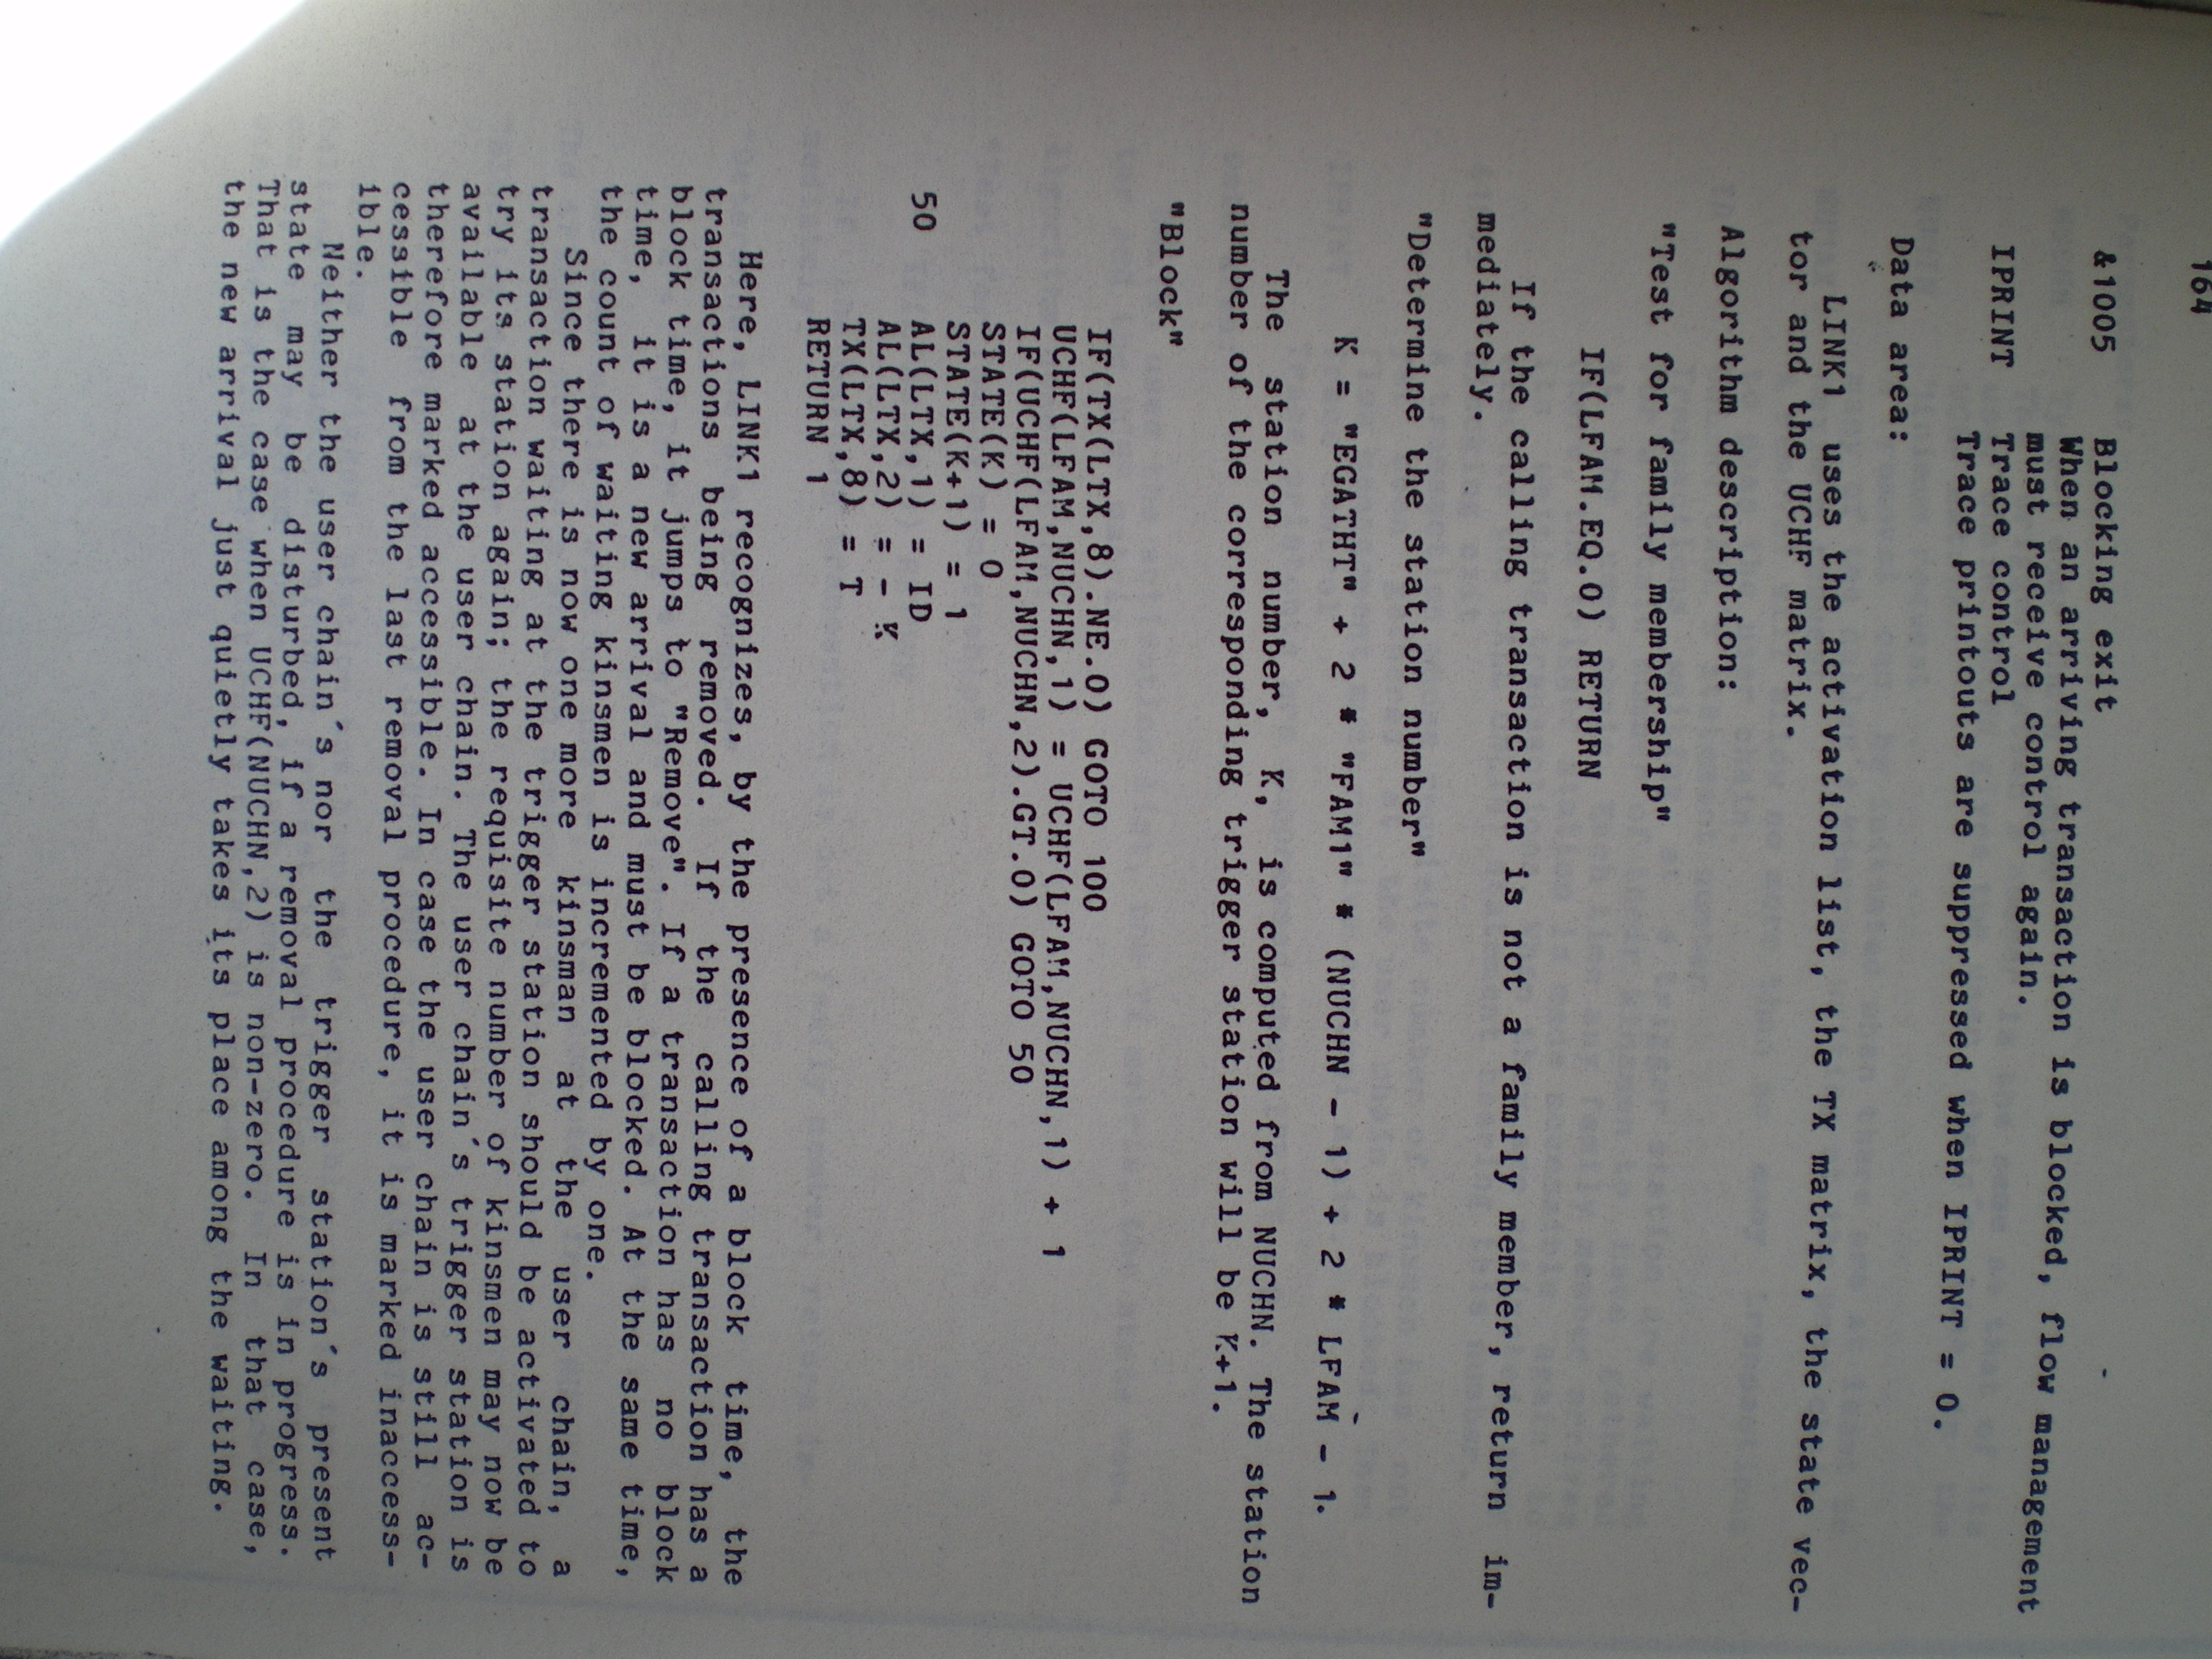 164
&1005 Blocking exit
When an arriving transaction is blocked, flow management
must receive control again.
IPRINT Trace control
Trace printouts are suppressed when IPRINT = 0.
Data area:
LINK1 uses the activation list, the TX matrix, the state vec-
tor and the UCHF matrix.
Algorithm description:
"Test for family membership"
IF(LFAM.EQ.0) RETURN
If the calling transaction is not a family member, return im-
mediately.
"Determine the station number"
K = "EGATHT" + 2 * "FAM1" * (NUCHN - 1) + 2 * LFAM - 1.
The station number, K, is computed from NUCHN. The station
number of the corresponding trigger station will be K+1.
"Block"
IF(TX(LTX,8).NE.0) GOTO 100
UCHF(LFAM,NUCHN,1) = UCHF(LFAM,NUCHN,1) + 1
IF(UCHF(LFAM,NUCHN,2).GT.0) GOTO 50
STATE(K) = 0
STATE(K+1) = 1
50 AL(LTX,1) = ID
AL(LTX,2) = - K
TX(LTX,8) = T
RETURN 1
Here, LINK1 recognizes, by the presence of a block time, the
transactions being removed. If the calling transaction has a
block time, it jumps to "Remove". If a transaction has no block
time, it is a new arrival and must be blocked. At the same time,
the count of waiting kinsmen is incremented by one.
Since there is now one more kinsman at the user chain, a
transaction waiting at the trigger station should be activated to
try its station again; the requisite number of kinsmen may now be
available at the user chain. The user chain's trigger station is
therefore marked accessible. In case the user chain is still ac-
cessible from the last removal procedure, it is marked inaccess-
ible.
Neither the user chain's nor the trigger station's present
state may be disturbed, if a removal procedure is in progress.
That is the case when UCHF(NUCHN,2) is non-zero. In that case,
the new arrival just quietly takes its place among the waiting.